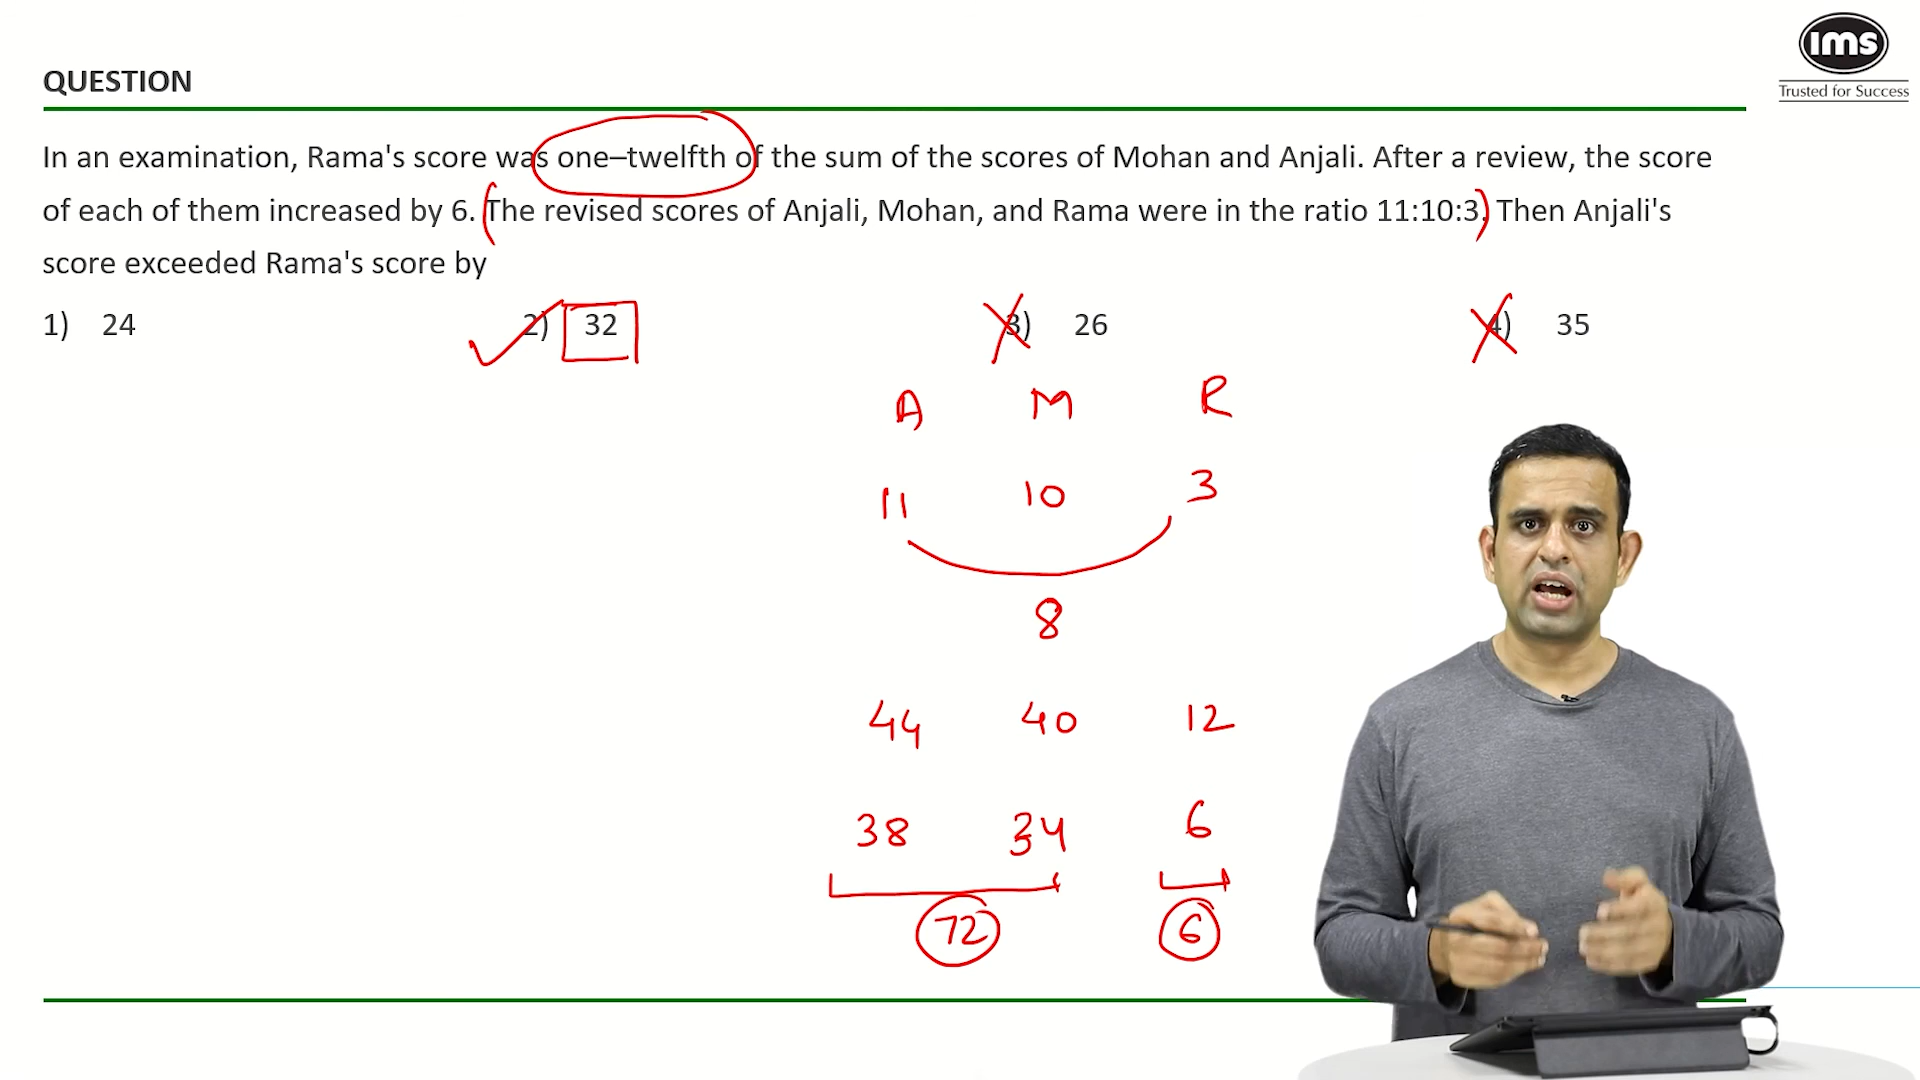 ims
Trusted for Success
QUESTION
In an examination, Rama's score was one–twelfth of the sum of the scores of Mohan and Anjali. After a review, the score
of each of them increased by 6. (The revised scores of Anjali, Mohan, and Rama were in the ratio 11:10:3.) Then Anjali's
score exceeded Rama's score by
1) 24 2) 32 3) 26 4) 35
A M R
11 10 3
8
44 40 12
38 34 6
72 6